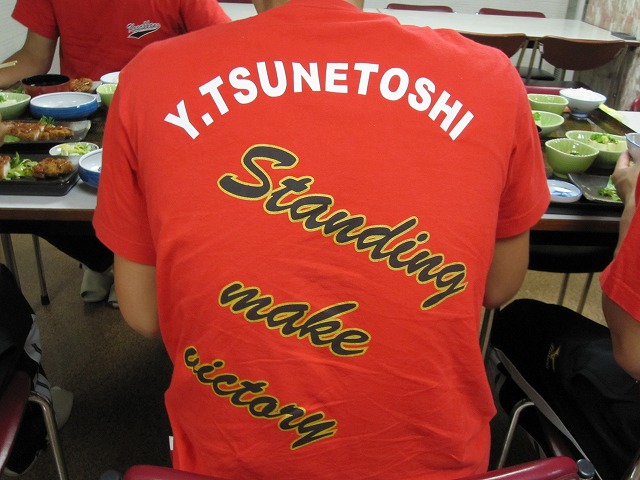 Y.TSUNETOSHI
Standing
make
victory